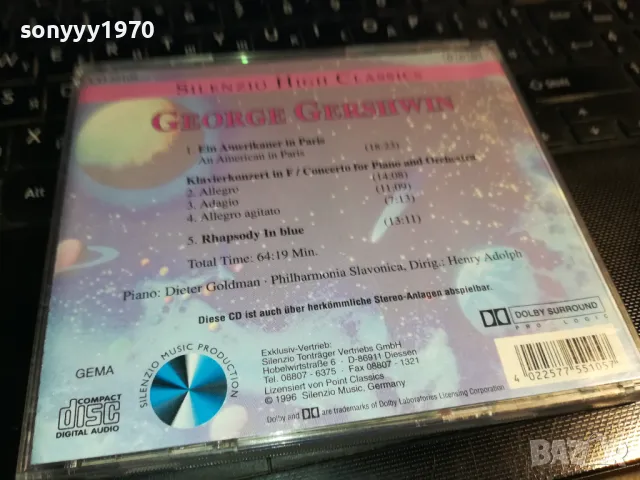 sonyyy1970
SILENZIO HIGH CLASSICS
GEORGE GERSHWIN
1. Ein Amerikaner in Paris (16:23)
An American in Paris
Klavierkonzert in F / Concerto for Piano and Orchestra
2. Allegro (14:08)
3. Adagio (11:09)
4. Allegro agitato (7:13)
5. Rhapsody In blue (13:11)
Total Time: 64:19 Min.
Piano: Dieter Goldman · Philharmonia Slavonica, Dirig.: Henry Adolph
Diese CD ist auch über herkömmliche Stereo-Anlagen abspielbar.
DOLBY SURROUND
PRO · LOGIC
GEMA
COMPACT
disc
DIGITAL AUDIO
SILENZIO MUSIC PRODUCTION
Exklusiv-Vertrieb:
Silenzio Tonträger Vertriebs GmbH
Hobelwirtsfeld 6 · D-86911 Diessen
Tel. 08807 - 6375 · Fax 08807 - 1321
Lizensiert von Point Classics
© 1996 Silenzio Music, Germany
Dolby and are trademarks of Dolby Laboratories Licensing Corporation
4 022577 551057
BAZAR
bg